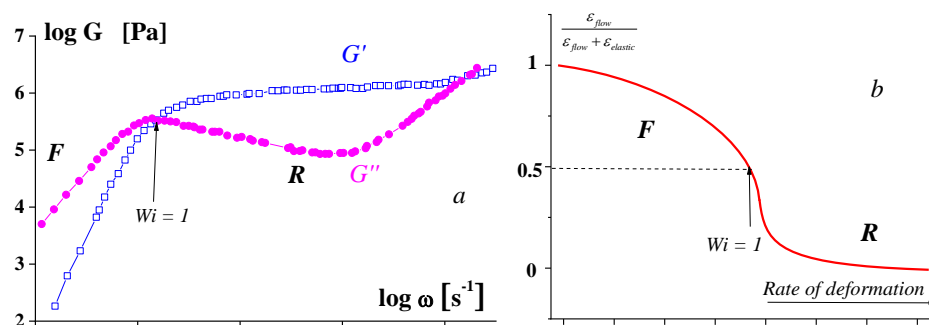 log G [Pa]
G'
6
5
F
R
G''
4
a
Wi = 1
3
log ω [s⁻¹]
2
ε_flow
ε_flow + ε_elastic
1
b
F
0.5
R
Wi = 1
0
Rate of deformation